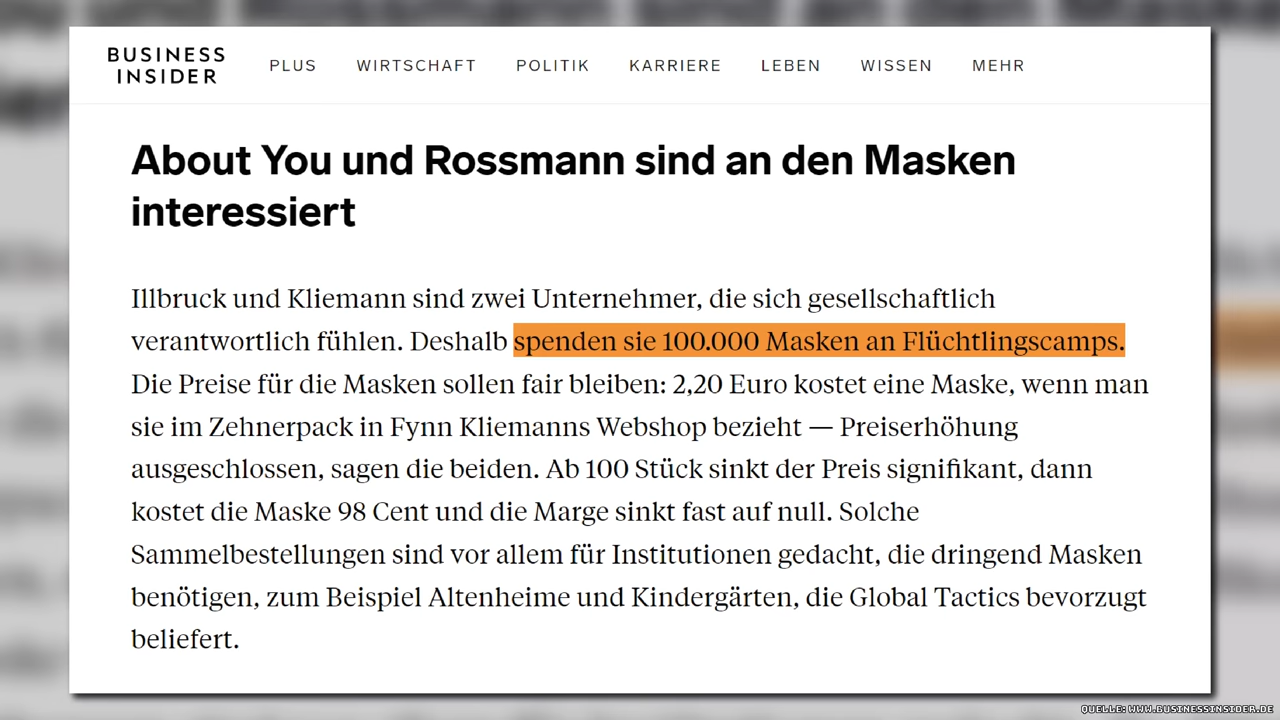 BUSINESS
INSIDER
PLUS WIRTSCHAFT POLITIK KARRIERE LEBEN WISSEN MEHR
About You und Rossmann sind an den Masken
interessiert
Illbruck und Kliemann sind zwei Unternehmer, die sich gesellschaftlich
verantwortlich fühlen. Deshalb spenden sie 100.000 Masken an Flüchtlingscamps.
Die Preise für die Masken sollen fair bleiben: 2,20 Euro kostet eine Maske, wenn man
sie im Zehnerpack in Fynn Kliemanns Webshop bezieht — Preiserhöhung
ausgeschlossen, sagen die beiden. Ab 100 Stück sinkt der Preis signifikant, dann
kostet die Maske 98 Cent und die Marge sinkt fast auf null. Solche
Sammelbestellungen sind vor allem für Institutionen gedacht, die dringend Masken
benötigen, zum Beispiel Altenheime und Kindergärten, die Global Tactics bevorzugt
beliefert.
QUELLE: WWW.BUSINESSINSIDER.DE